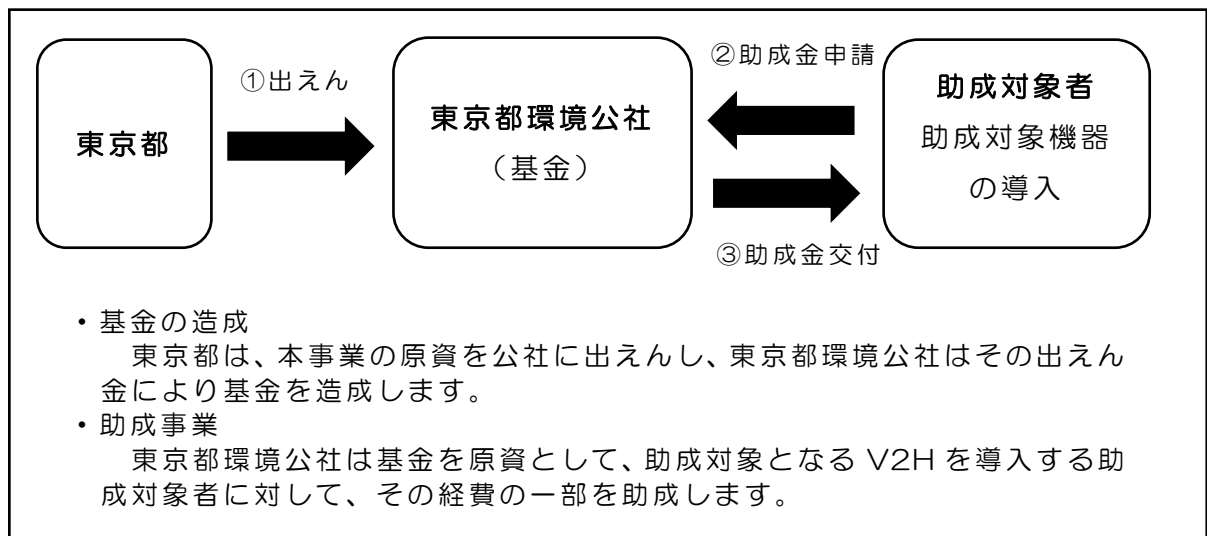 東京都
①出えん
東京都環境公社
（基金）
②助成金申請
③助成金交付
助成対象者
助成対象機器
の導入
・基金の造成
東京都は、本事業の原資を公社に出えんし、東京都環境公社はその出えん
金により基金を造成します。
・助成事業
東京都環境公社は基金を原資として、助成対象となる V2H を導入する助
成対象者に対して、その経費の一部を助成します。